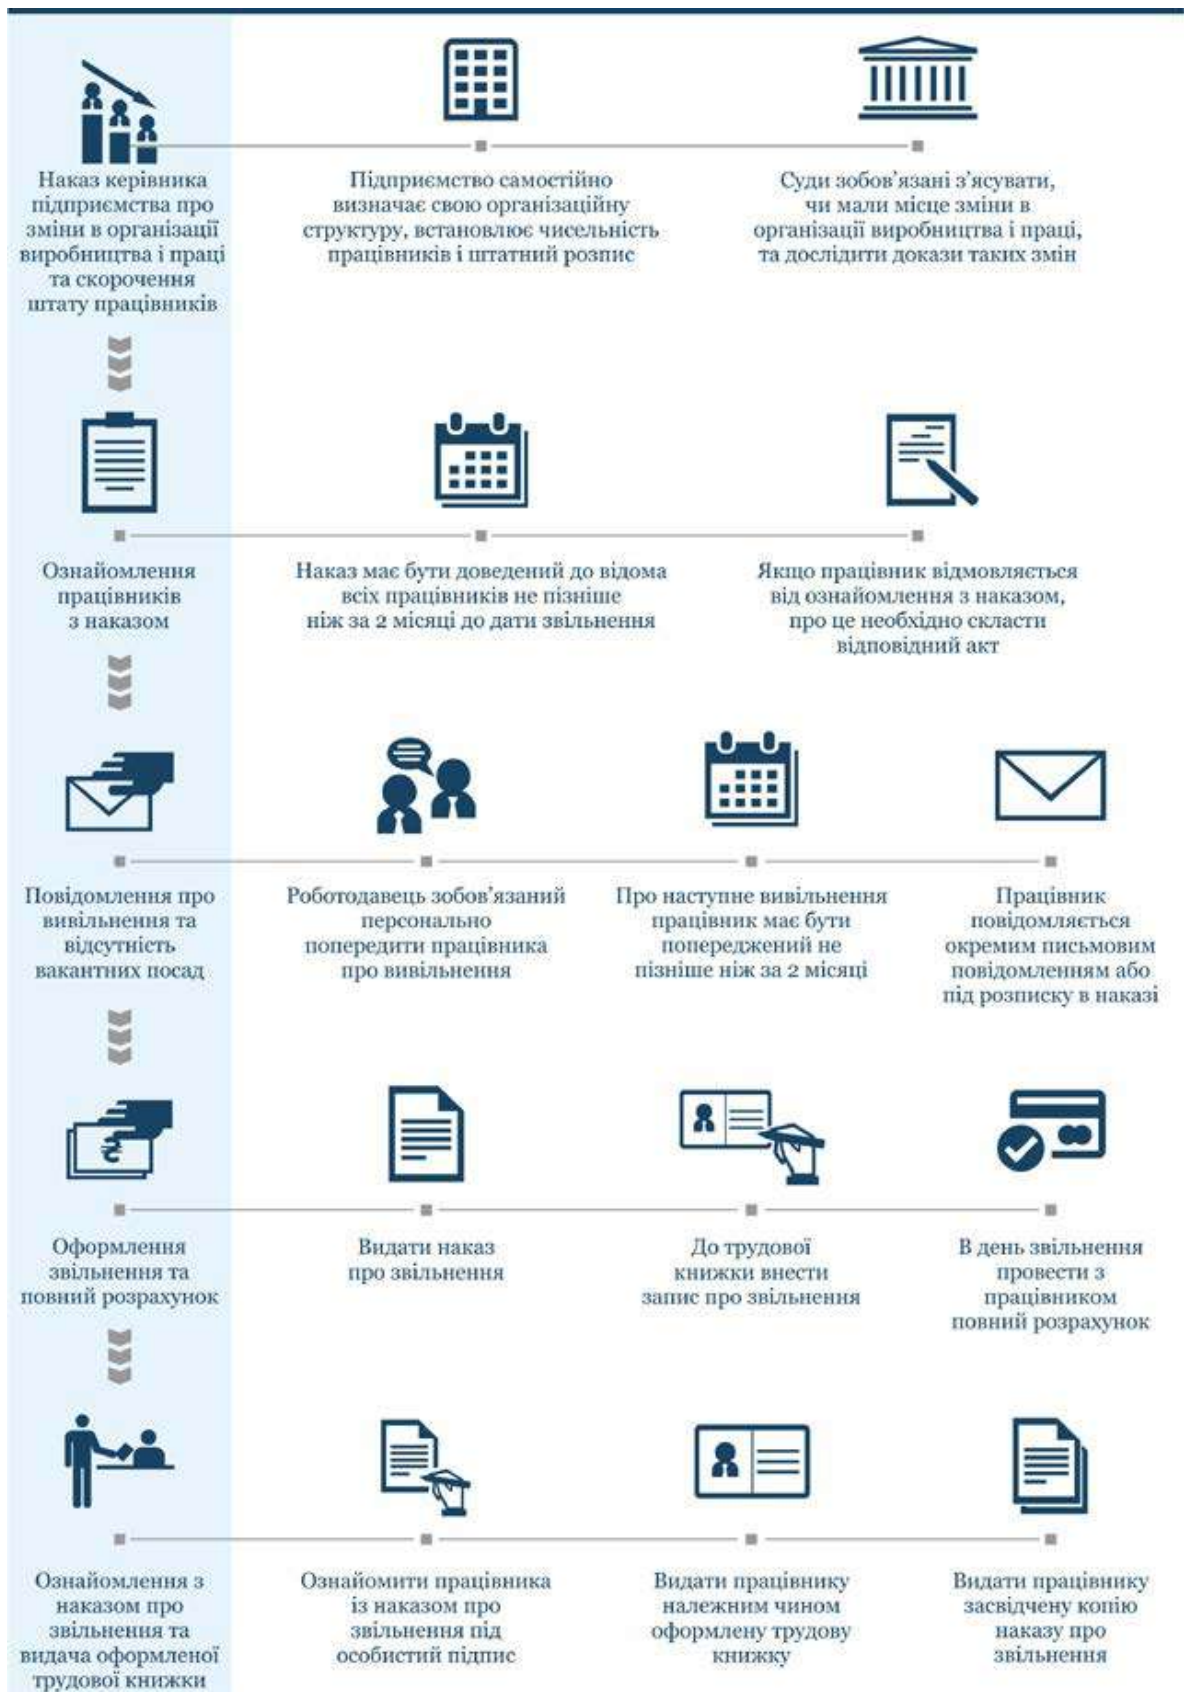 Наказ керівника
підприємства про
зміни в організації
виробництва і праці
та скорочення
штату працівників
Підприємство самостійно
визначає свою організаційну
структуру, встановлює чисельність
працівників і штатний розпис
Суди зобов'язані з'ясувати,
чи мали місце зміни в
організації виробництва і праці,
та дослідити докази таких змін
Ознайомлення
працівників
з наказом
Наказ має бути доведений до відома
всіх працівників не пізніше
ніж за 2 місяці до дати звільнення
Якщо працівник відмовляється
від ознайомлення з наказом,
про це необхідно скласти
відповідний акт
Повідомлення про
вивільнення та
відсутність
вакантних посад
Роботодавець зобов'язаний
персонально
попередити працівника
про вивільнення
Про наступне вивільнення
працівник має бути
попереджений не
пізніше ніж за 2 місяці
Працівник
повідомляється
окремим письмовим
повідомленням або
під розписку в наказі
₴
Оформлення
звільнення та
повний розрахунок
Видати наказ
про звільнення
До трудової
книжки внести
запис про звільнення
В день звільнення
провести з
працівником
повний розрахунок
Ознайомлення з
наказом про
звільнення та
видача оформленої
трудової книжки
Ознайомити працівника
із наказом про
звільнення під
особистий підпис
Видати працівнику
належним чином
оформлену трудову
книжку
Видати працівнику
засвідчену копію
наказу про
звільнення